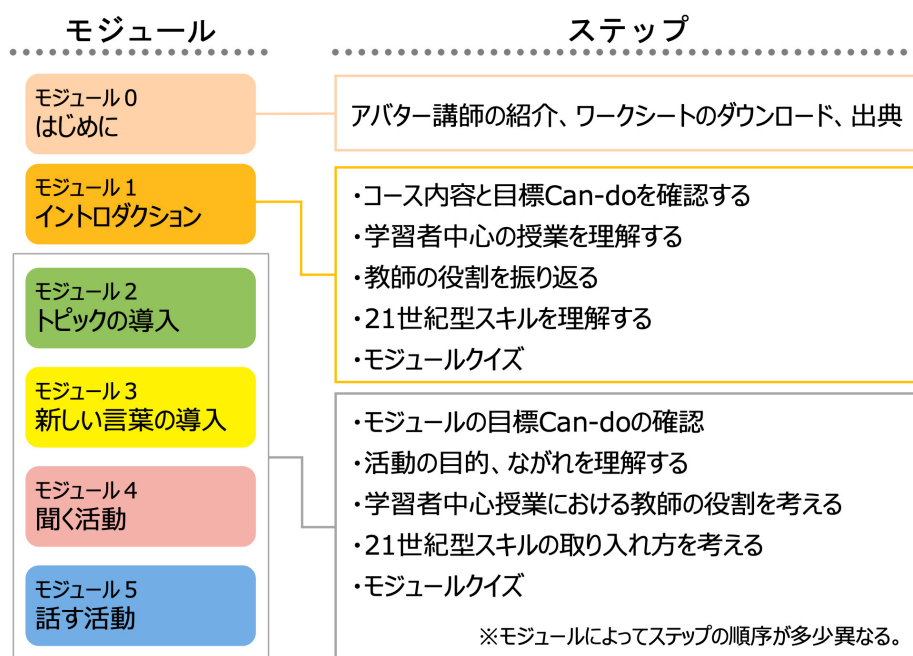 モジュール
ステップ
モジュール 0
はじめに
アバター講師の紹介、ワークシートのダウンロード、出典
モジュール 1
イントロダクション
・コース内容と目標Can-doを確認する
・学習者中心の授業を理解する
・教師の役割を振り返る
・21世紀型スキルを理解する
・モジュールクイズ
モジュール 2
トピックの導入
モジュール 3
新しい言葉の導入
モジュール 4
聞く活動
モジュール 5
話す活動
・モジュールの目標Can-doの確認
・活動の目的、ながれを理解する
・学習者中心授業における教師の役割を考える
・21世紀型スキルの取り入れ方を考える
・モジュールクイズ
※モジュールによってステップの順序が多少異なる。